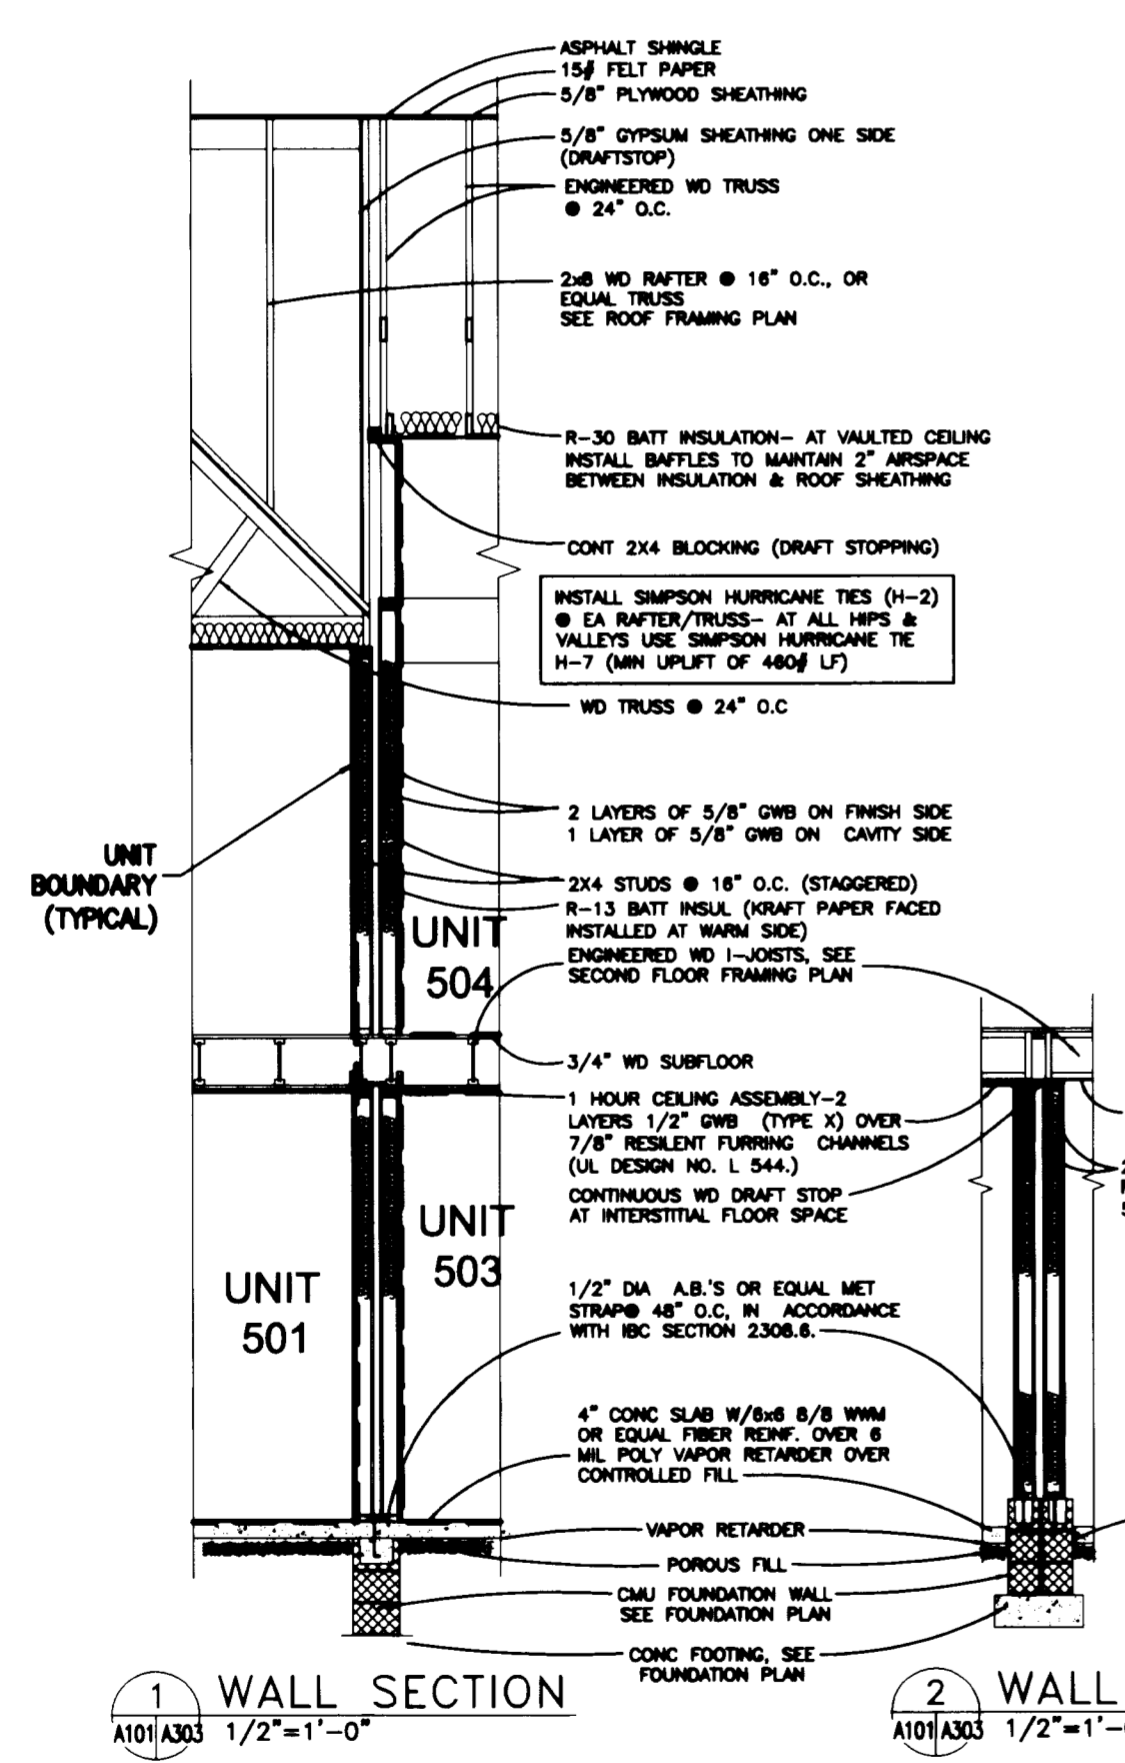 ASPHALT SHINGLE
15# FELT PAPER
5/8" PLYWOOD SHEATHING
5/8" GYPSUM SHEATHING ONE SIDE
(DRAFTSTOP)
ENGINEERED WD TRUSS
@ 24" O.C.
2x8 WD RAFTER @ 16" O.C., OR
EQUAL TRUSS
SEE ROOF FRAMING PLAN
R-30 BATT INSULATION- AT VAULTED CEILING
INSTALL BAFFLES TO MAINTAIN 2" AIRSPACE
BETWEEN INSULATION & ROOF SHEATHING
CONT 2X4 BLOCKING (DRAFT STOPPING)
INSTALL SIMPSON HURRICANE TIES (H-2)
@ EA RAFTER/TRUSS- AT ALL HIPS &
VALLEYS USE SIMPSON HURRICANE TIE
H-7 (MIN UPLIFT OF 460# LF)
WD TRUSS @ 24" O.C
2 LAYERS OF 5/8" GWB ON FINISH SIDE
1 LAYER OF 5/8" GWB ON CAVITY SIDE
UNIT
BOUNDARY
(TYPICAL)
2X4 STUDS @ 16" O.C. (STAGGERED)
R-13 BATT INSUL (KRAFT PAPER FACED
INSTALLED AT WARM SIDE)
UNIT
504
ENGINEERED WD I-JOISTS, SEE
SECOND FLOOR FRAMING PLAN
3/4" WD SUBFLOOR
1 HOUR CEILING ASSEMBLY-2
LAYERS 1/2" GWB (TYPE X) OVER
7/8" RESILENT FURRING CHANNELS
(UL DESIGN NO. L 544.)
CONTINUOUS WD DRAFT STOP
AT INTERSTITIAL FLOOR SPACE
UNIT
503
UNIT
501
1/2" DIA A.B.'S OR EQUAL MET
STRAP@ 48" O.C, IN ACCORDANCE
WITH IBC SECTION 2308.6.
4" CONC SLAB W/6x6 8/8 WWM
OR EQUAL FIBER REINF. OVER 6
MIL POLY VAPOR RETARDER OVER
CONTROLLED FILL
VAPOR RETARDER
POROUS FILL
CMU FOUNDATION WALL
SEE FOUNDATION PLAN
CONC FOOTING, SEE
FOUNDATION PLAN
1 WALL SECTION
A101 A303 1/2"=1'-0"
2 WALL
A101 A303 1/2"=1'-